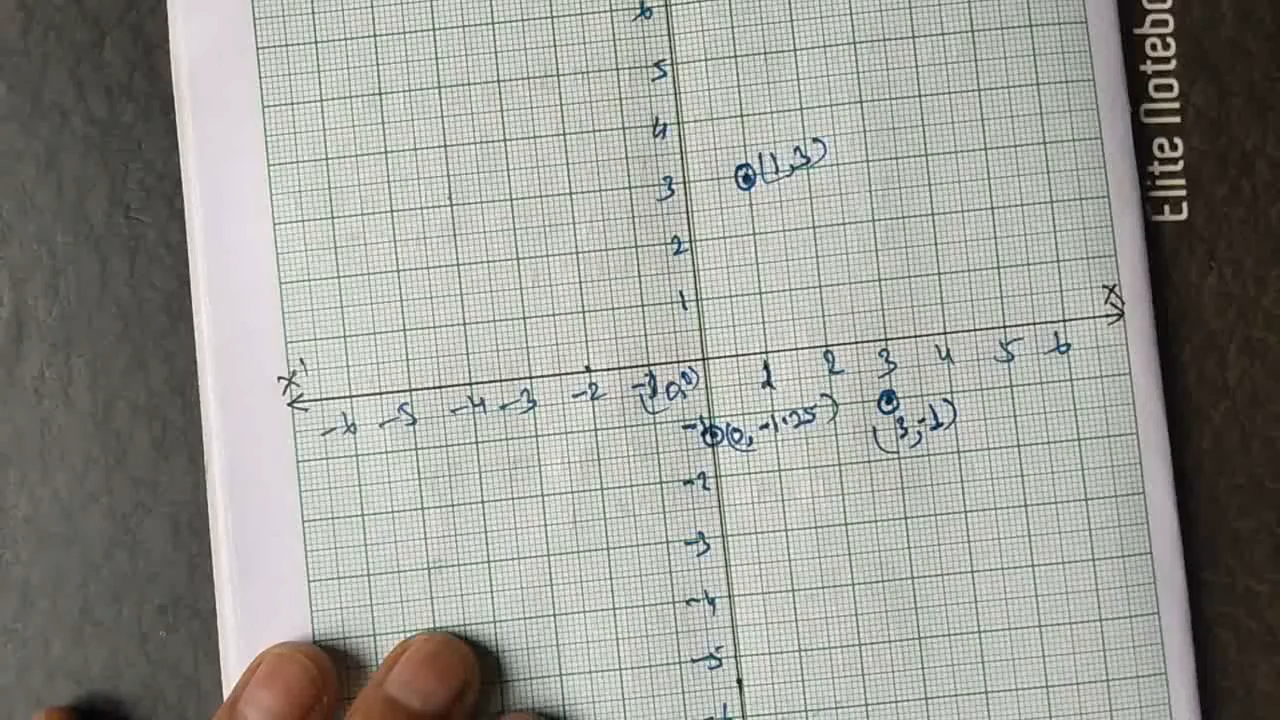 6
5
4
(1,3)
3
2
1
X
X'
-6 -5 -4 -3 -2 -1 (0,0) 1 2 3 4 5 6
-1 (0, -1.25) (3,-1)
-2
-3
-4
-5
Elite Notebo